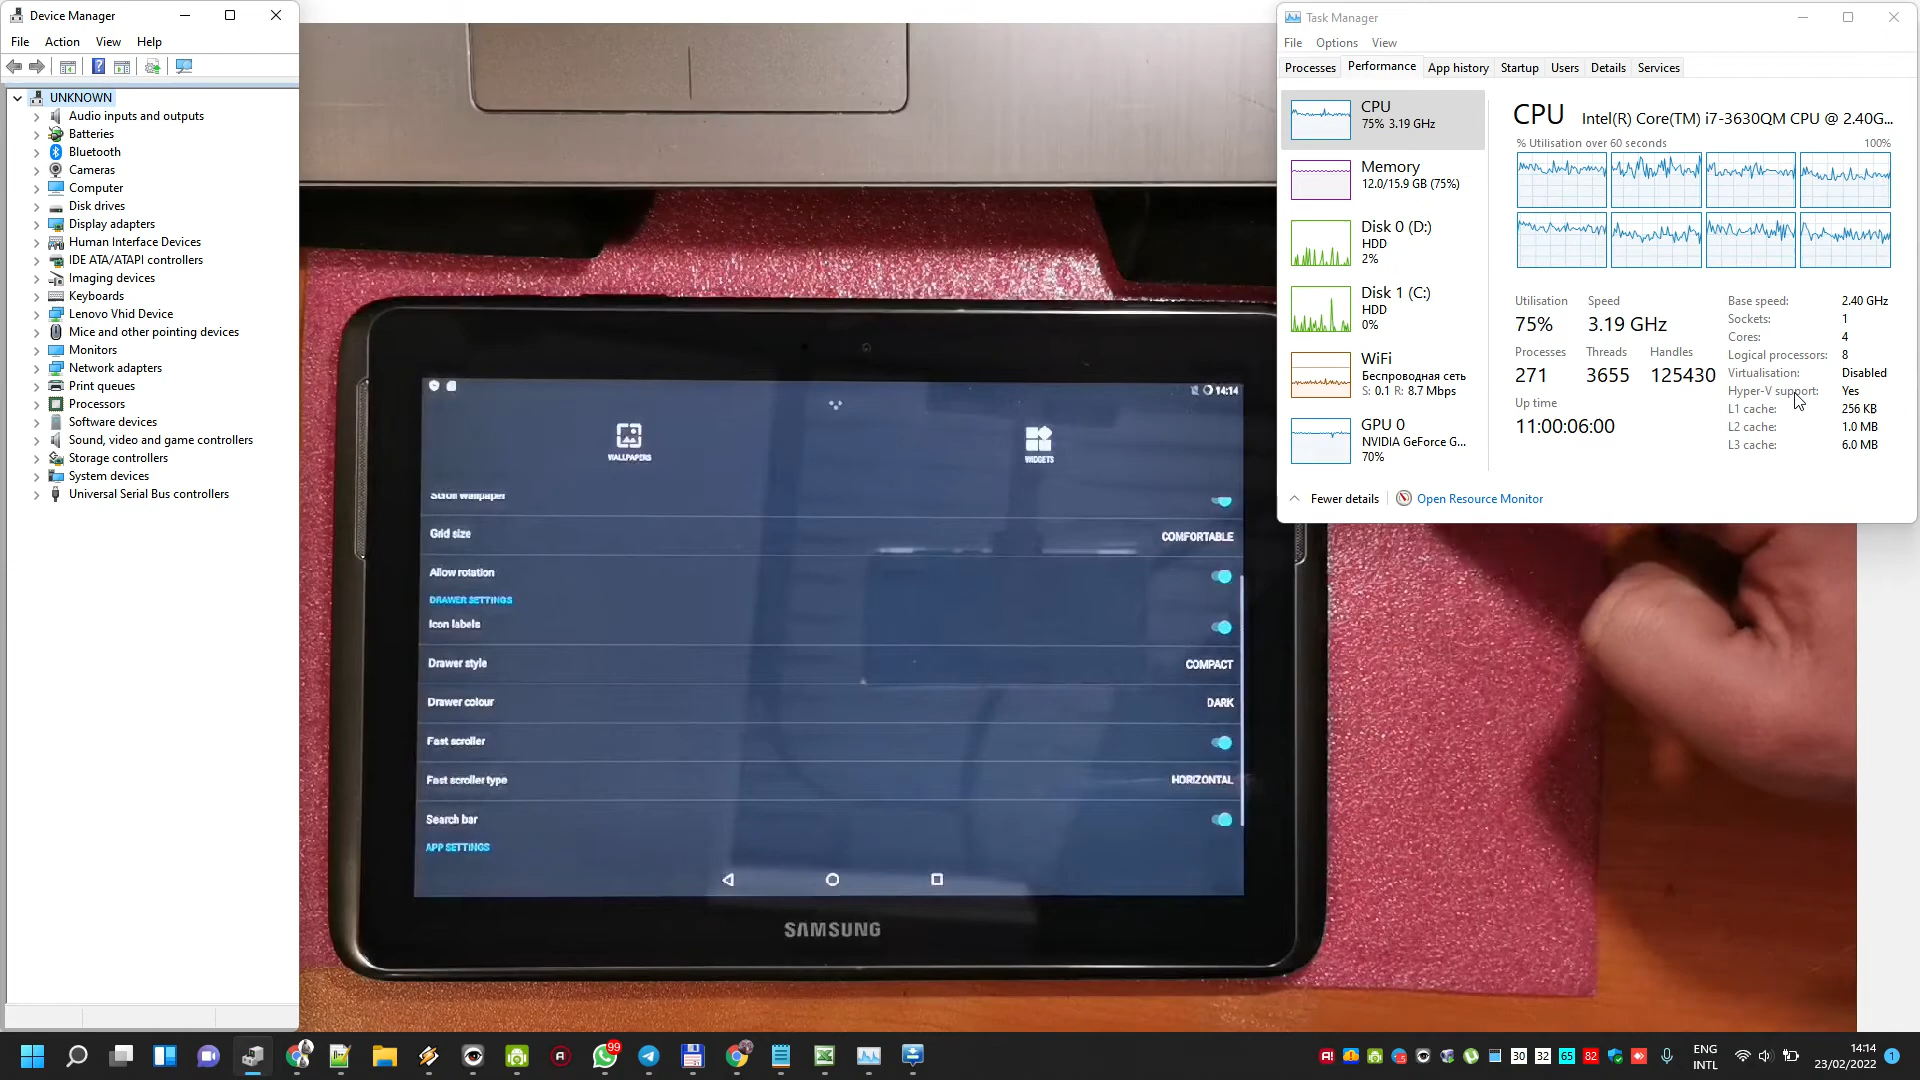 Device Manager
File Action View Help
UNKNOWN
Audio inputs and outputs
Batteries
Bluetooth
Cameras
Computer
Disk drives
Display adapters
Human Interface Devices
IDE ATA/ATAPI controllers
Imaging devices
Keyboards
Lenovo Vhid Device
Mice and other pointing devices
Monitors
Network adapters
Print queues
Processors
Software devices
Sound, video and game controllers
Storage controllers
System devices
Universal Serial Bus controllers
14:14
WALLPAPERS
WIDGETS
Scroll wallpaper
Grid size COMFORTABLE
Allow rotation
DRAWER SETTINGS
Icon labels
Drawer style COMPACT
Drawer colour DARK
Fast scroller
Fast scroller type HORIZONTAL
Search bar
APP SETTINGS
SAMSUNG
Task Manager
File Options View
Processes Performance App history Startup Users Details Services
CPU
75% 3.19 GHz
Memory
12.0/15.9 GB (75%)
Disk 0 (D:)
HDD
2%
Disk 1 (C:)
HDD
0%
WiFi
Беспроводная сеть
S: 0.1 R: 8.7 Mbps
GPU 0
NVIDIA GeForce G...
70%
CPU Intel(R) Core(TM) i7-3630QM CPU @ 2.40G...
% Utilisation over 60 seconds 100%
Utilisation Speed
75% 3.19 GHz
Processes Threads Handles
271 3655 125430
Up time
11:00:06:00
Base speed: 2.40 GHz
Sockets: 1
Cores: 4
Logical processors: 8
Virtualisation: Disabled
Hyper-V support: Yes
L1 cache: 256 KB
L2 cache: 1.0 MB
L3 cache: 6.0 MB
Fewer details Open Resource Monitor
99
30 32 65 82
ENG
INTL
14:14
23/02/2022
1